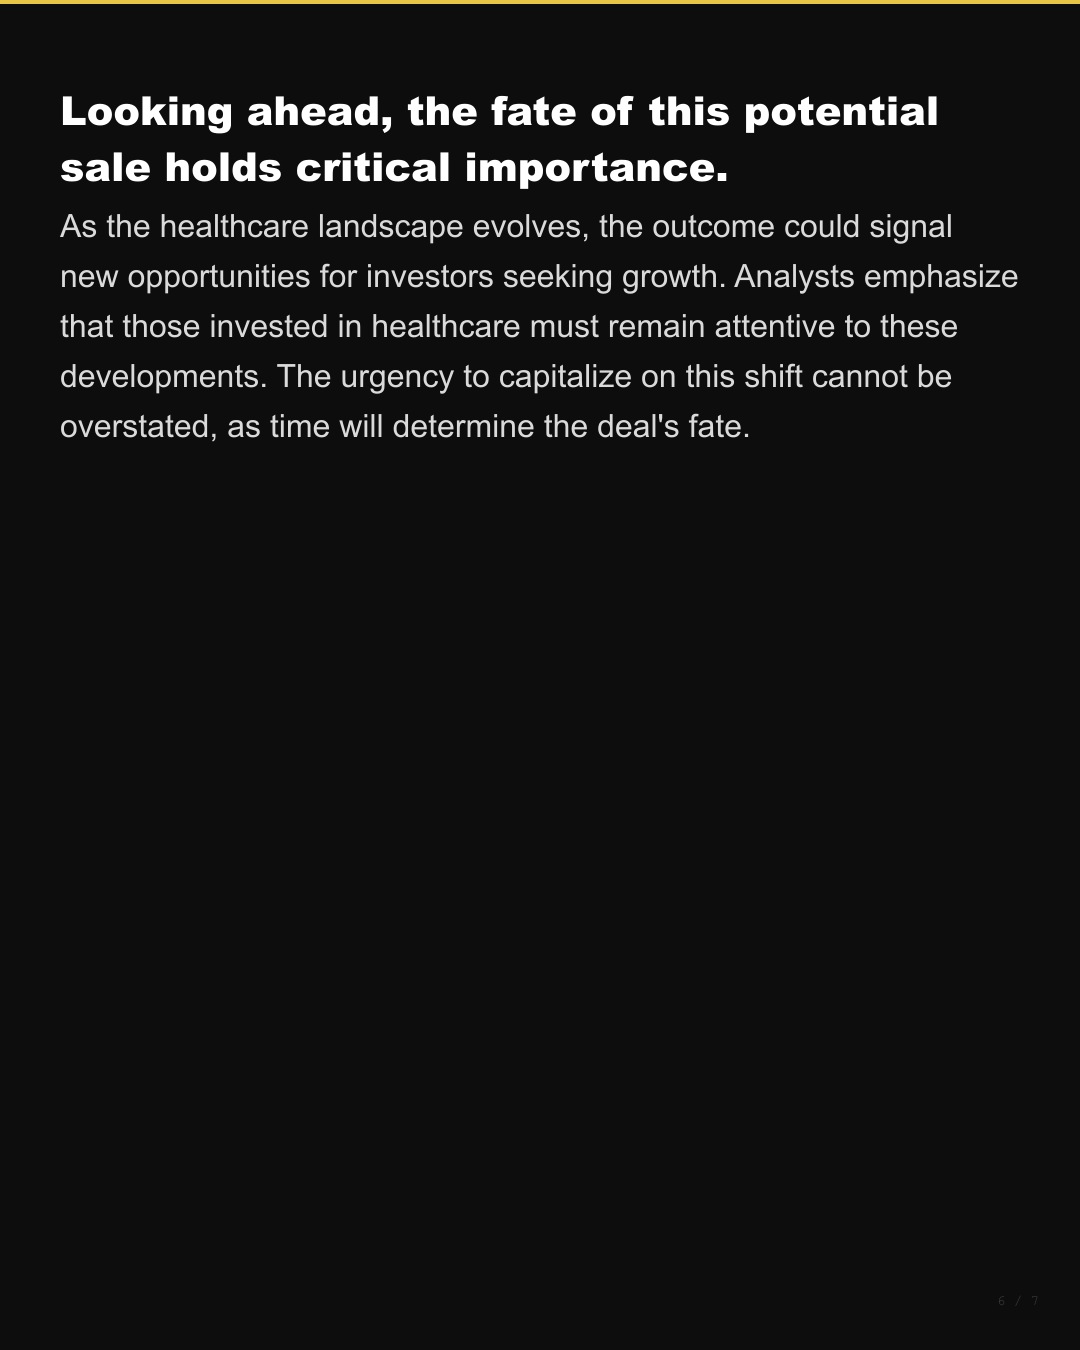 Looking ahead, the fate of this potential
sale holds critical importance.
As the healthcare landscape evolves, the outcome could signal
new opportunities for investors seeking growth. Analysts emphasize
that those invested in healthcare must remain attentive to these
developments. The urgency to capitalize on this shift cannot be
overstated, as time will determine the deal's fate.
6 / 7